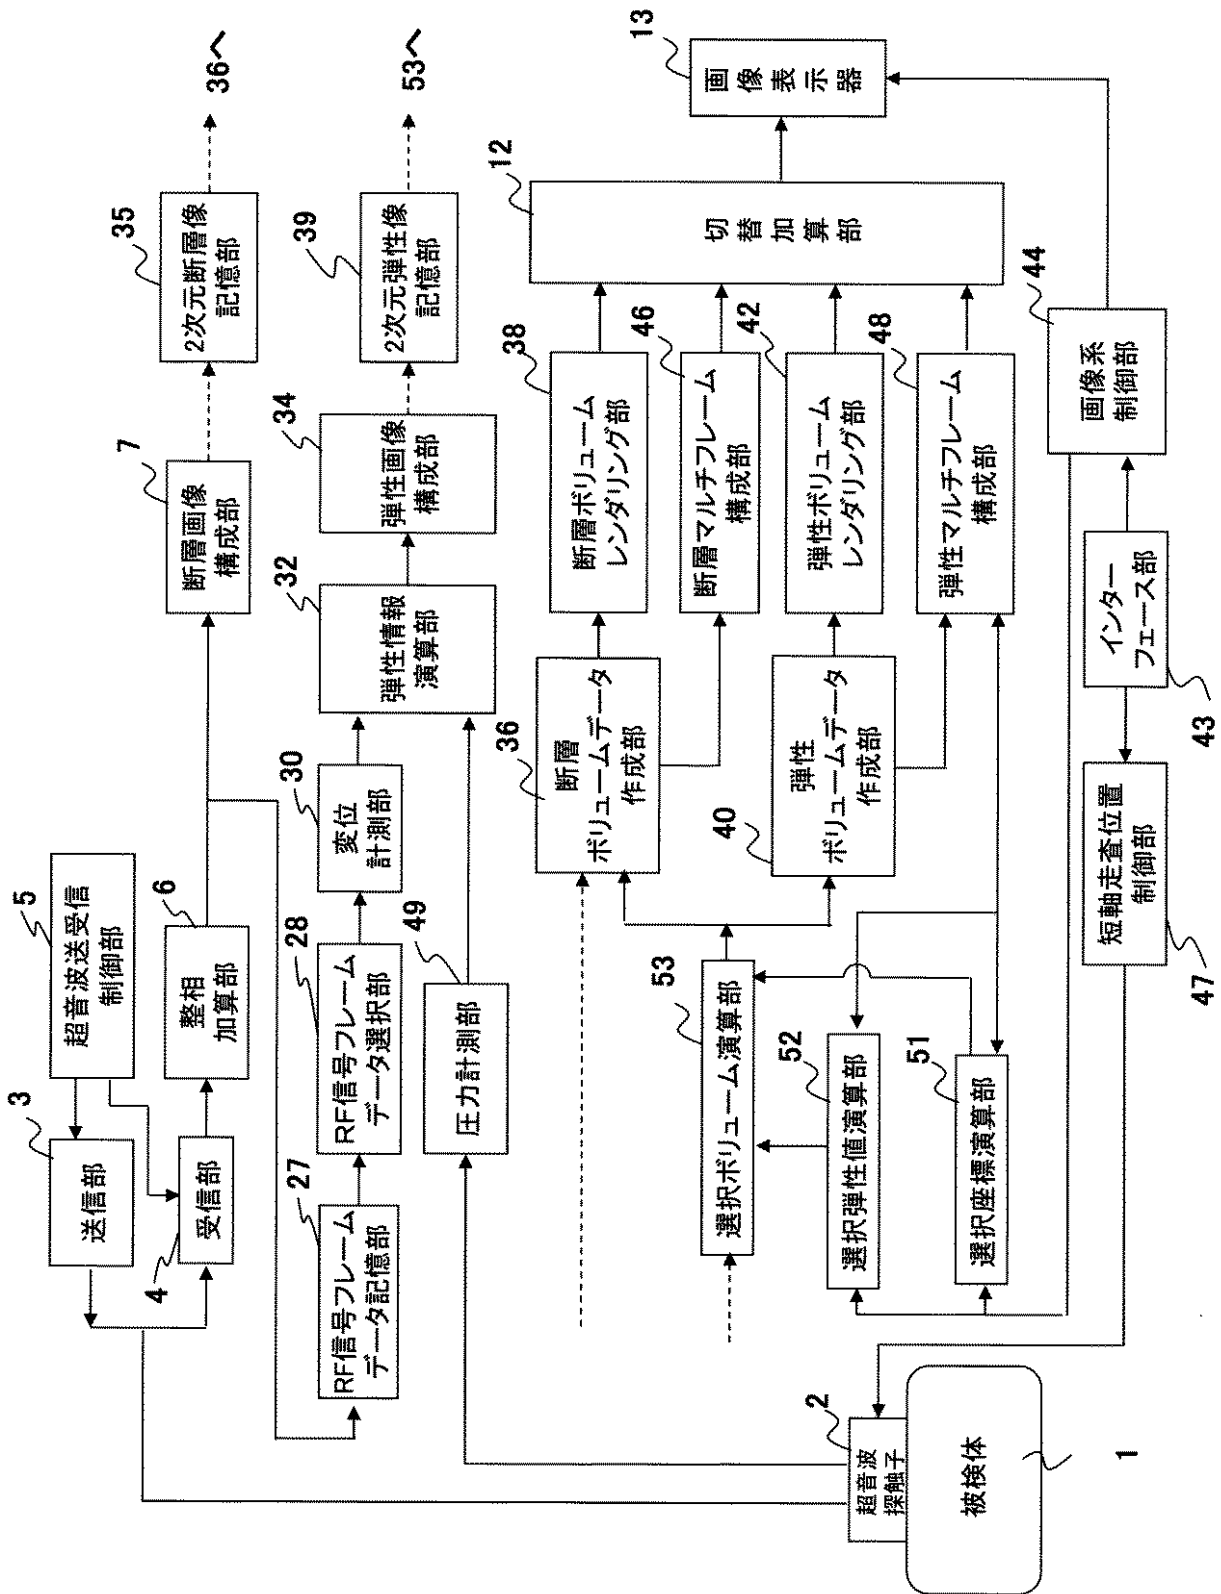 5
超音波送受信
制御部
3
送信部
4
受信部
6
整相
加算部
7
断層画像
構成部
35
2次元断層像
記憶部
36へ
27
RF信号フレーム
データ記憶部
28
RF信号フレーム
データ選択部
30
変位
計測部
32
弾性情報
演算部
34
弾性画像
構成部
39
2次元弾性像
記憶部
53へ
49
圧力計測部
36
断層
ボリュームデータ
作成部
38
断層ボリューム
レンダリング部
46
断層マルチフレーム
構成部
12
切替加算部
13
画像表示器
53
選択ボリューム演算部
40
弾性
ボリュームデータ
作成部
42
弾性ボリューム
レンダリング部
48
弾性マルチフレーム
構成部
52
選択弾性値演算部
51
選択座標演算部
44
画像系
制御部
43
インター
フェース部
47
短軸走査位置
制御部
2
超音波
探触子
被検体
1